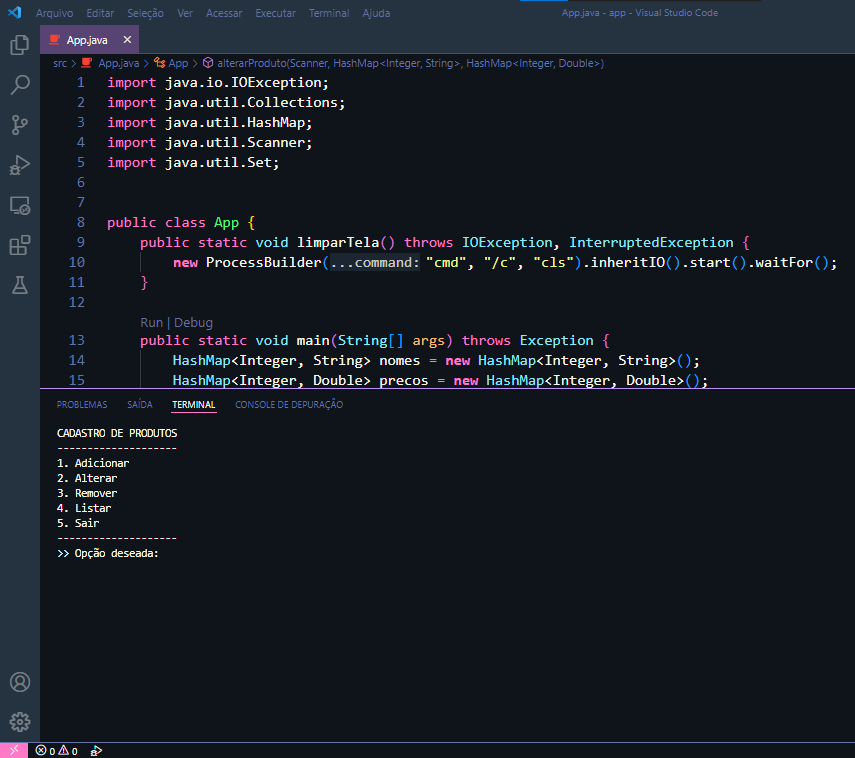 Arquivo Editar Seleção Ver Acessar Executar Terminal Ajuda App.java - app - Visual Studio Code
App.java ×
src > App.java > App > alterarProduto(Scanner, HashMap<Integer, String>, HashMap<Integer, Double>)
1 import java.io.IOException;
2 import java.util.Collections;
3 import java.util.HashMap;
4 import java.util.Scanner;
5 import java.util.Set;
6
7
8 public class App {
9 public static void limparTela() throws IOException, InterruptedException {
10 new ProcessBuilder(...command: "cmd", "/c", "cls").inheritIO().start().waitFor();
11 }
12
Run | Debug
13 public static void main(String[] args) throws Exception {
14 HashMap<Integer, String> nomes = new HashMap<Integer, String>();
15 HashMap<Integer, Double> precos = new HashMap<Integer, Double>();
PROBLEMAS SAÍDA TERMINAL CONSOLE DE DEPURAÇÃO
CADASTRO DE PRODUTOS
--------------------
1. Adicionar
2. Alterar
3. Remover
4. Listar
5. Sair
--------------------
>> Opção deseada:
0 0